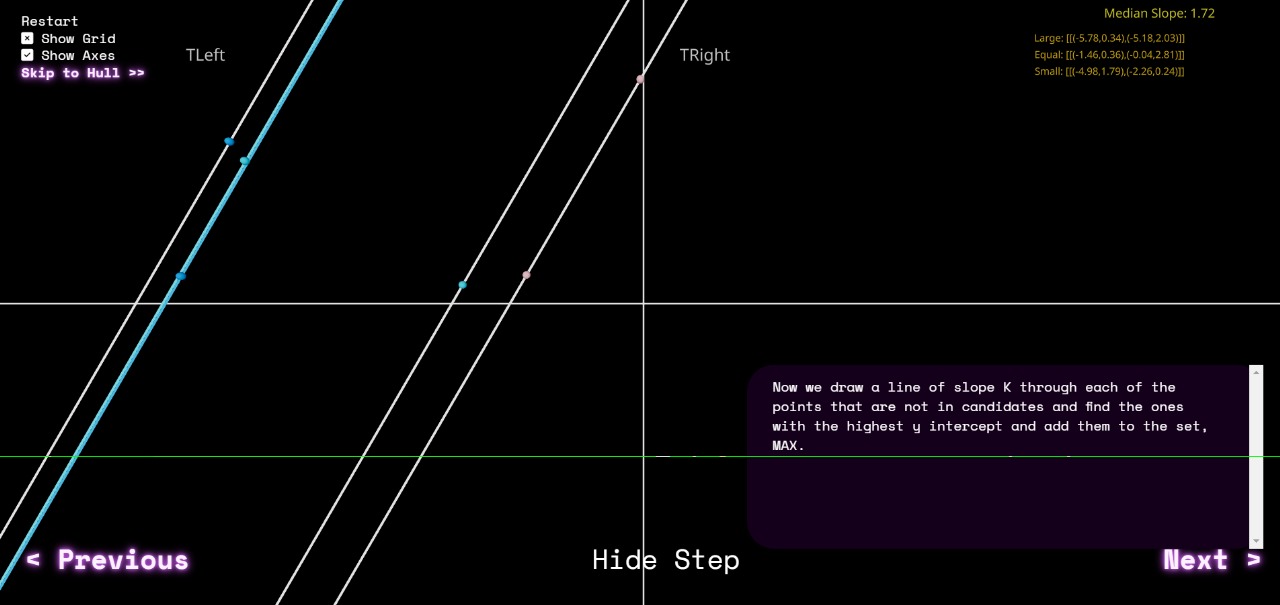 Restart
Show Grid
Show Axes
Skip to Hull >>
TLeft
TRight
Median Slope: 1.72
Large: [[(-5.78,0.34),(-5.18,2.03)]]
Equal: [[(-1.46,0.36),(-0.04,2.81)]]
Small: [[(-4.98,1.79),(-2.26,0.24)]]
Now we draw a line of slope K through each of the
points that are not in candidates and find the ones
with the highest y intercept and add them to the set,
MAX.
< Previous
Hide Step
Next >